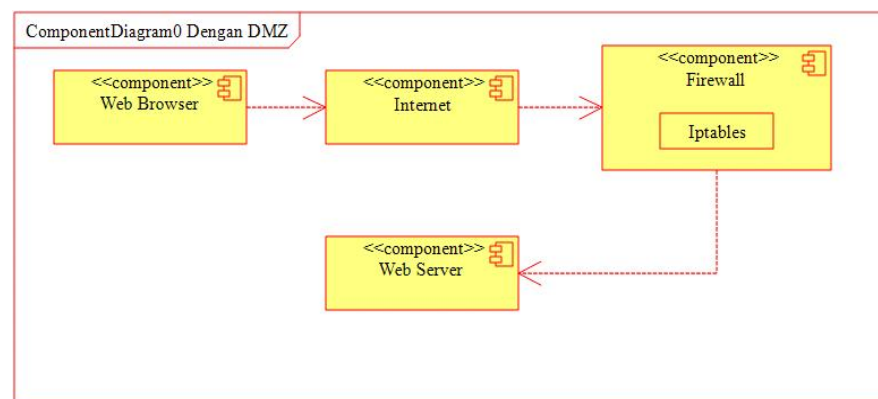 ComponentDiagram0 Dengan DMZ
<<component>>
Web Browser
<<component>>
Internet
<<component>>
Firewall
Iptables
<<component>>
Web Server